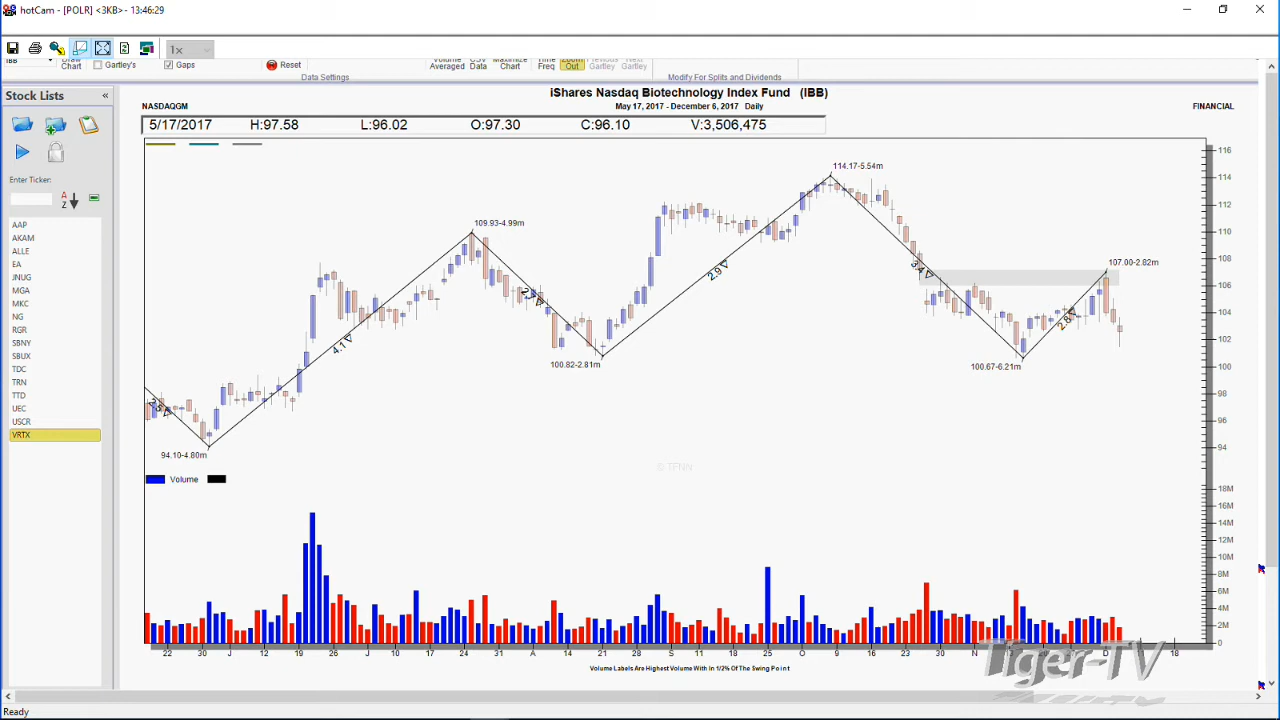 hotCam - [POLR] <3KB>- 13:46:29
1x
IBB
Draw Chart
Gartley's
Gaps
Reset
Data Settings
Volume Averaged
CSV Data
Maximize Chart
Time Freq
Zoom Out
Previous Gartley
Next Gartley
Modify For Splits and Dividends
Stock Lists
Enter Ticker:
A
Z
AAP
AKAM
ALLE
EA
JNUG
MGA
MKC
NG
RGR
SBNY
SBUX
TDC
TRN
TTD
UEC
USCR
VRTX
iShares Nasdaq Biotechnology Index Fund (IBB)
NASDAQGM
May 17, 2017 - December 6, 2017 Daily
FINANCIAL
5/17/2017 H:97.58 L:96.02 O:97.30 C:96.10 V:3,506,475
114.17-5.54m
109.93-4.99m
107.00-2.82m
2.9
4.1
3.4
2.8
100.82-2.81m
100.67-6.21m
94.10-4.80m
116
114
112
110
108
106
104
102
100
98
96
94
© TFNN
Volume
18M
16M
14M
12M
10M
8M
6M
4M
2M
0
22 30 J 12 19 26 J 10 17 24 A 14 21 28 S 11 18 25 O 9 16 23 30 N 13 D 11 18
Volume Labels Are Highest Volume With In 1/2% Of The Swing Point
Tiger-TV
Ready